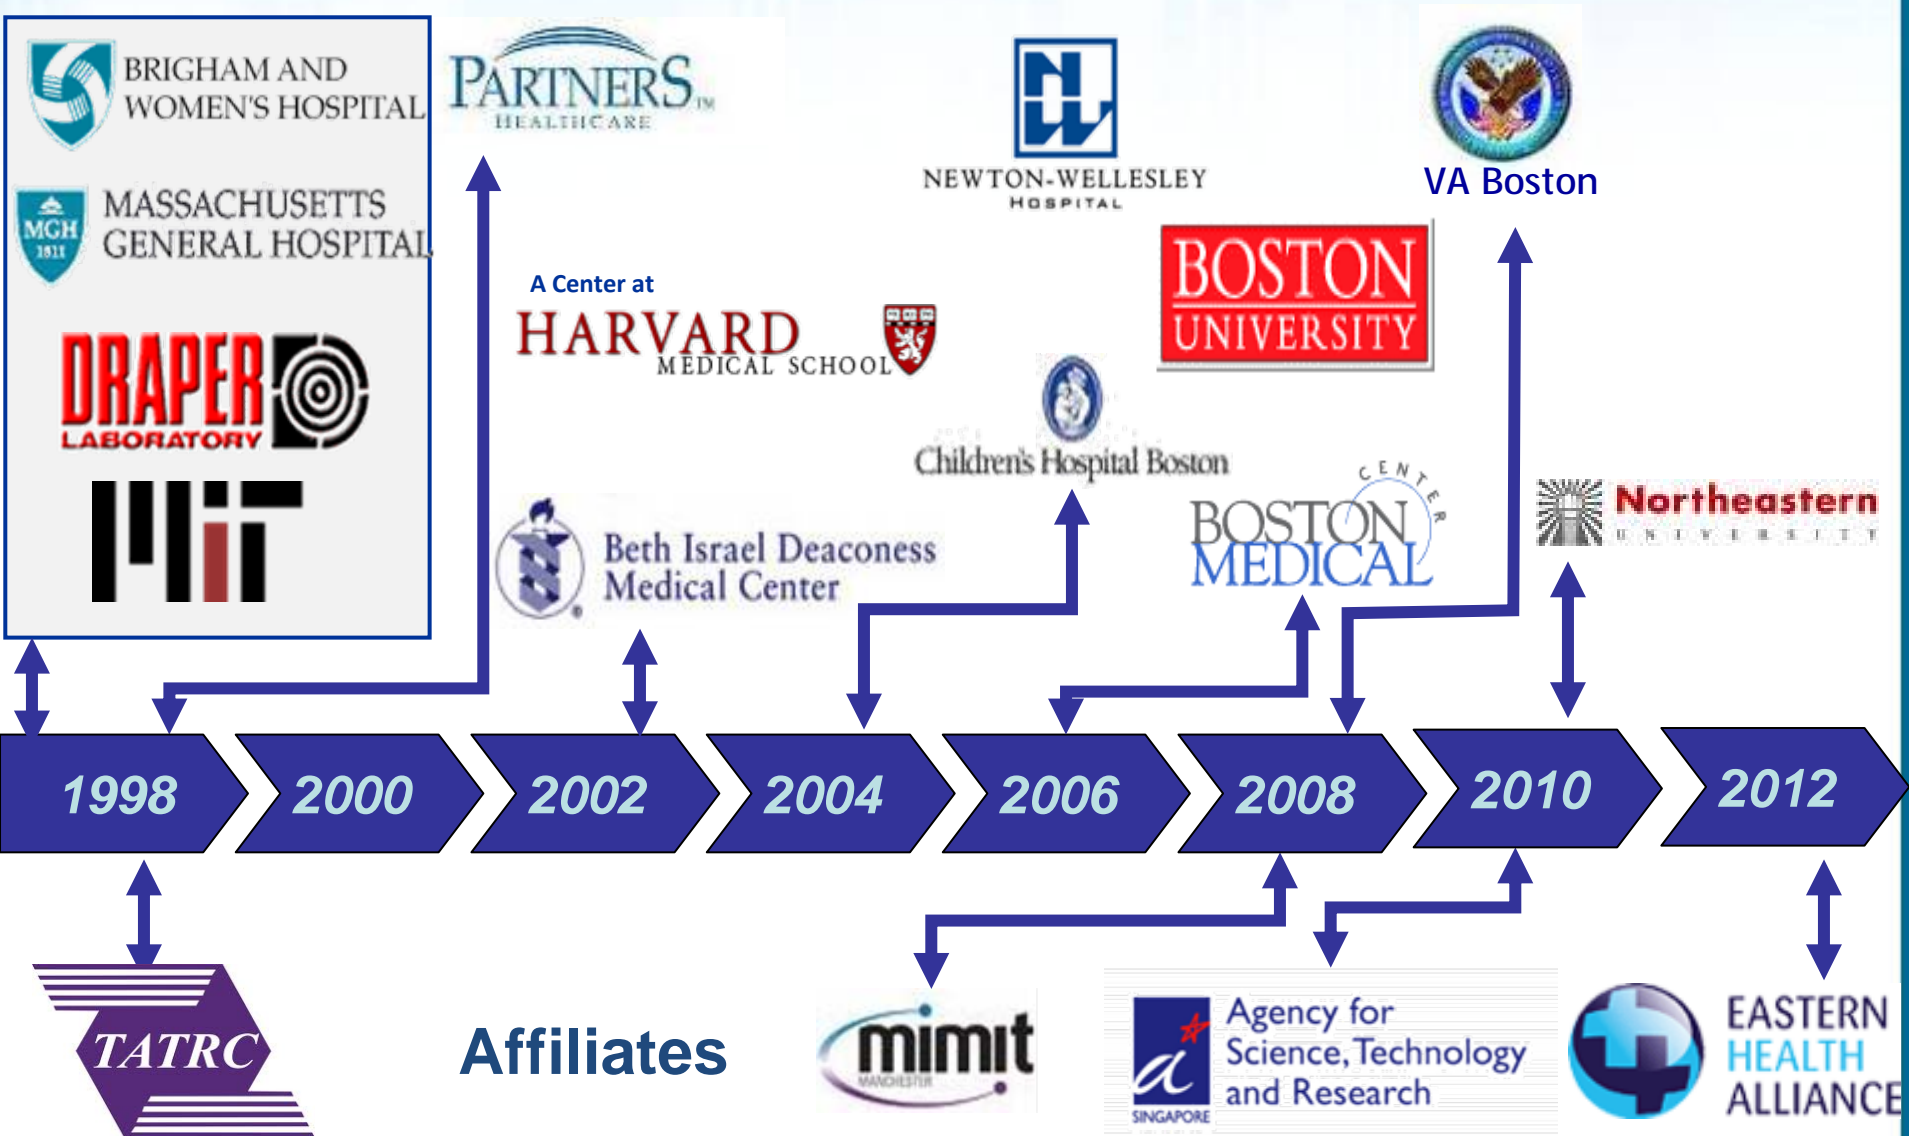 BRIGHAM AND
WOMEN'S HOSPITAL
MGH
1811
MASSACHUSETTS
GENERAL HOSPITAL
DRAPER
LABORATORY
MIT
PARTNERS™
HEALTHCARE
A Center at
HARVARD
MEDICAL SCHOOL
Beth Israel Deaconess
Medical Center
®
NEWTON-WELLESLEY
HOSPITAL
Children's Hospital Boston
BOSTON
UNIVERSITY
CENTER
BOSTON
MEDICAL
VA Boston
Northeastern
UNIVERSITY
1998
2000
2002
2004
2006
2008
2010
2012
TATRC
Affiliates
mimit
MANCHESTER
SINGAPORE
Agency for
Science, Technology
and Research
EASTERN
HEALTH
ALLIANCE